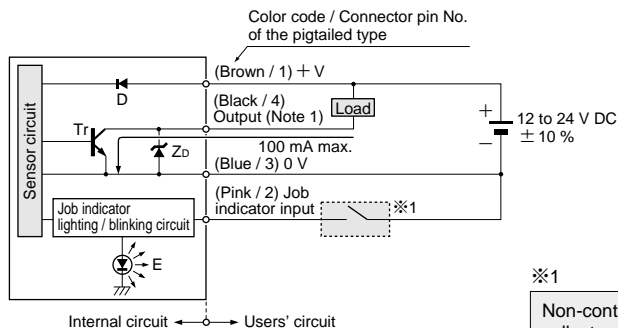 Color code / Connector pin No.
of the pigtailed type
(Brown / 1) + V
D
(Black / 4)
Output (Note 1)
Load
Tr
ZD
100 mA max.
+
12 to 24 V DC
± 10 %
−
Sensor circuit
(Blue / 3) 0 V
(Pink / 2) Job
indicator input
※1
Job indicator
lighting / blinking circuit
E
※1
Internal circuit
Users' circuit